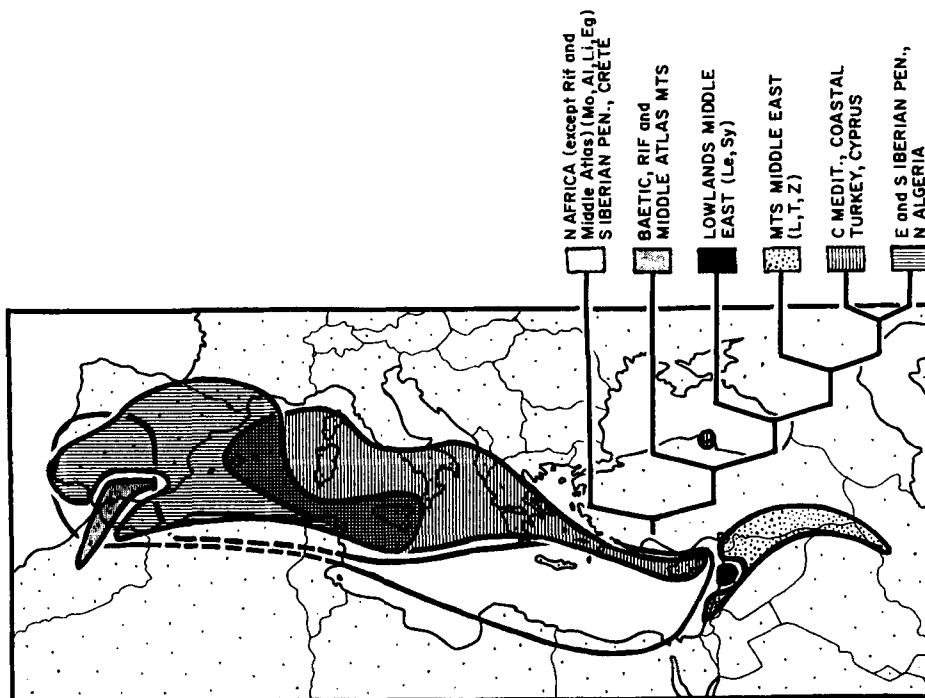 N AFRICA (except Rif and
Middle Atlas) (Mo, Al, Li, Eg)
S IBERIAN PEN., CRETE
BAETIC, RIF and
MIDDLE ATLAS MTS
LOWLANDS MIDDLE
EAST (Le, Sy)
MTS MIDDLE EAST
(L, T, Z)
C MEDIT., COASTAL
TURKEY, CYPRUS
E and S IBERIAN PEN.,
N ALGERIA